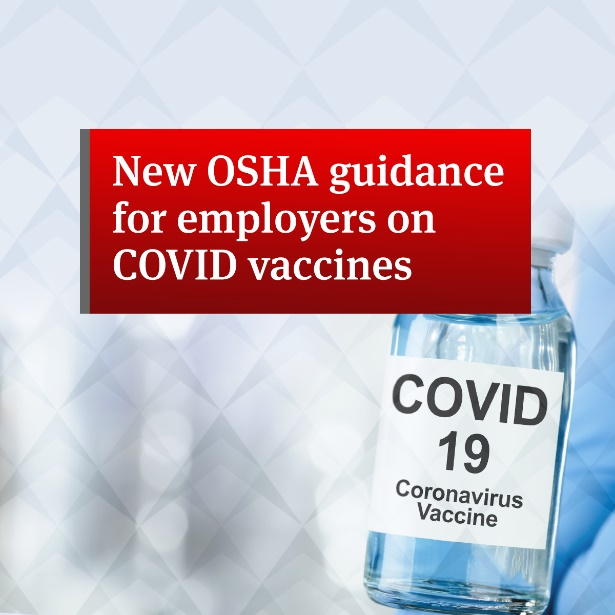 New OSHA guidance
for employers on
COVID vaccines
COVID
19
Coronavirus
Vaccine